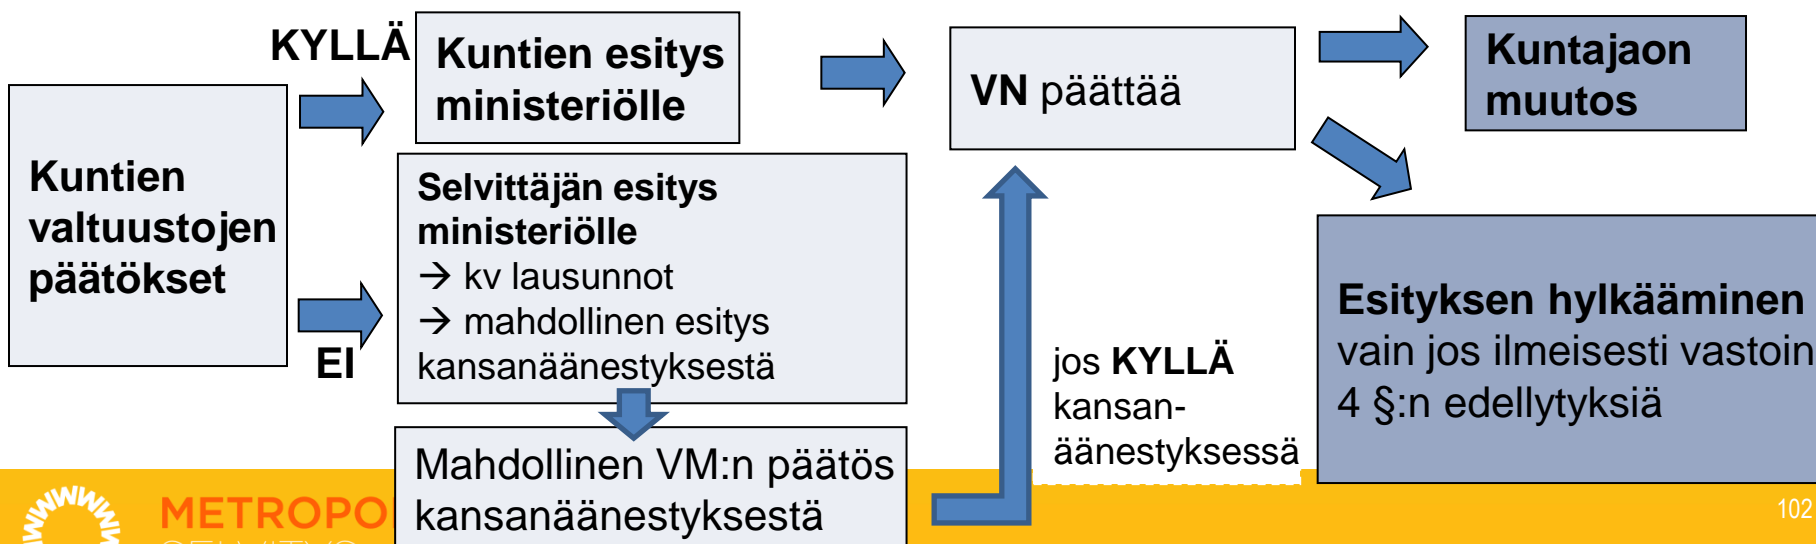 KYLLÄ
Kuntien esitys
ministeriölle
VN päättää
Kuntajaon
muutos
Kuntien
valtuustojen
päätökset
EI
Selvittäjän esitys
ministeriölle
→ kv lausunnot
→ mahdollinen esitys
kansanäänestyksestä
jos KYLLÄ
kansan-
äänestyksessä
Esityksen hylkääminen
vain jos ilmeisesti vastoin
4 §:n edellytyksiä
Mahdollinen VM:n päätös
kansanäänestyksestä
METROPO
102